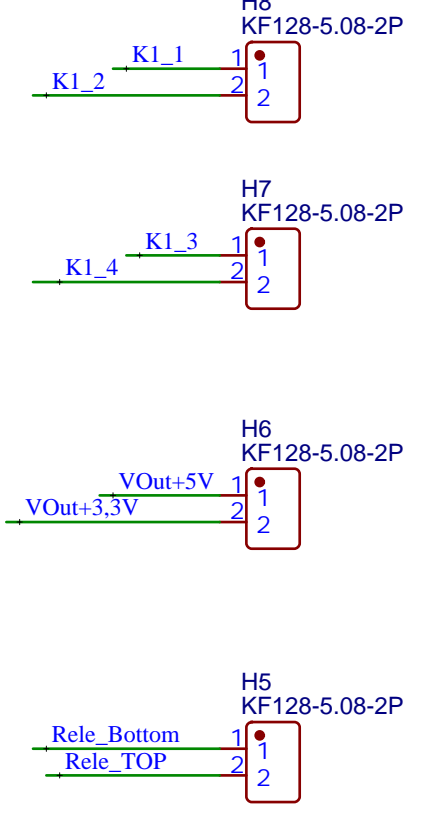 H8
KF128-5.08-2P
K1_1 1 1
K1_2 2 2
H7
KF128-5.08-2P
K1_3 1 1
K1_4 2 2
H6
KF128-5.08-2P
VOut+5V 1 1
VOut+3,3V 2 2
H5
KF128-5.08-2P
Rele_Bottom 1 1
Rele_TOP 2 2